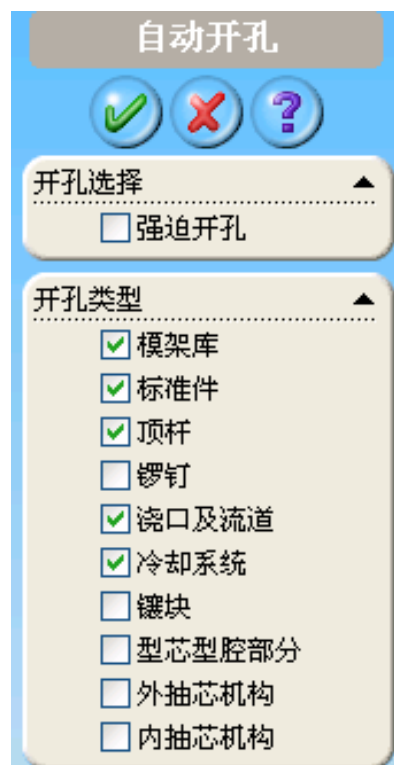 自动开孔
?
开孔选择
强迫开孔
开孔类型
模架库
标准件
顶杆
锣钉
浇口及流道
冷却系统
镶块
型芯型腔部分
外抽芯机构
内抽芯机构